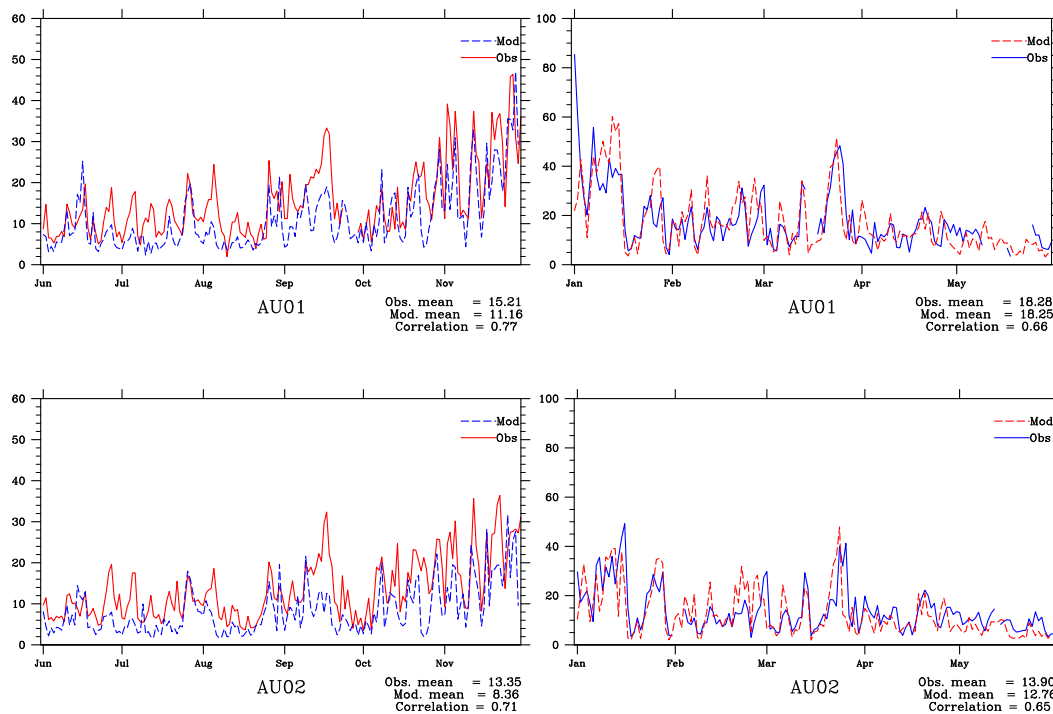 60
50
40
30
20
10
0
Mod
Obs
Jun Jul Aug Sep Oct Nov
AU01
Obs. mean = 15.21
Mod. mean = 11.16
Correlation = 0.77
100
80
60
40
20
0
Mod
Obs
Jan Feb Mar Apr May
AU01
Obs. mean = 18.28
Mod. mean = 18.25
Correlation = 0.66
60
50
40
30
20
10
0
Mod
Obs
Jun Jul Aug Sep Oct Nov
AU02
Obs. mean = 13.35
Mod. mean = 8.36
Correlation = 0.71
100
80
60
40
20
0
Mod
Obs
Jan Feb Mar Apr May
AU02
Obs. mean = 13.90
Mod. mean = 12.76
Correlation = 0.65